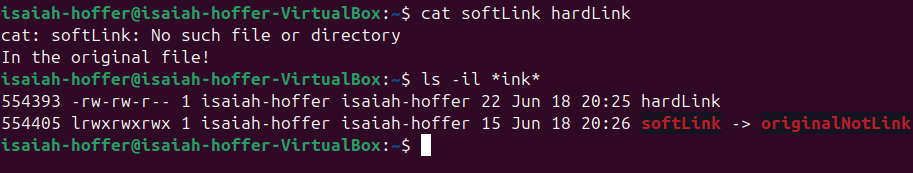 isaiah-hoffer@isaiah-hoffer-VirtualBox:~$ cat softLink hardLink
cat: softLink: No such file or directory
In the original file!
isaiah-hoffer@isaiah-hoffer-VirtualBox:~$ ls -il *ink*
554393 -rw-rw-r-- 1 isaiah-hoffer isaiah-hoffer 22 Jun 18 20:25 hardLink
554405 lrwxrwxrwx 1 isaiah-hoffer isaiah-hoffer 15 Jun 18 20:26 softLink -> originalNotLink
isaiah-hoffer@isaiah-hoffer-VirtualBox:~$